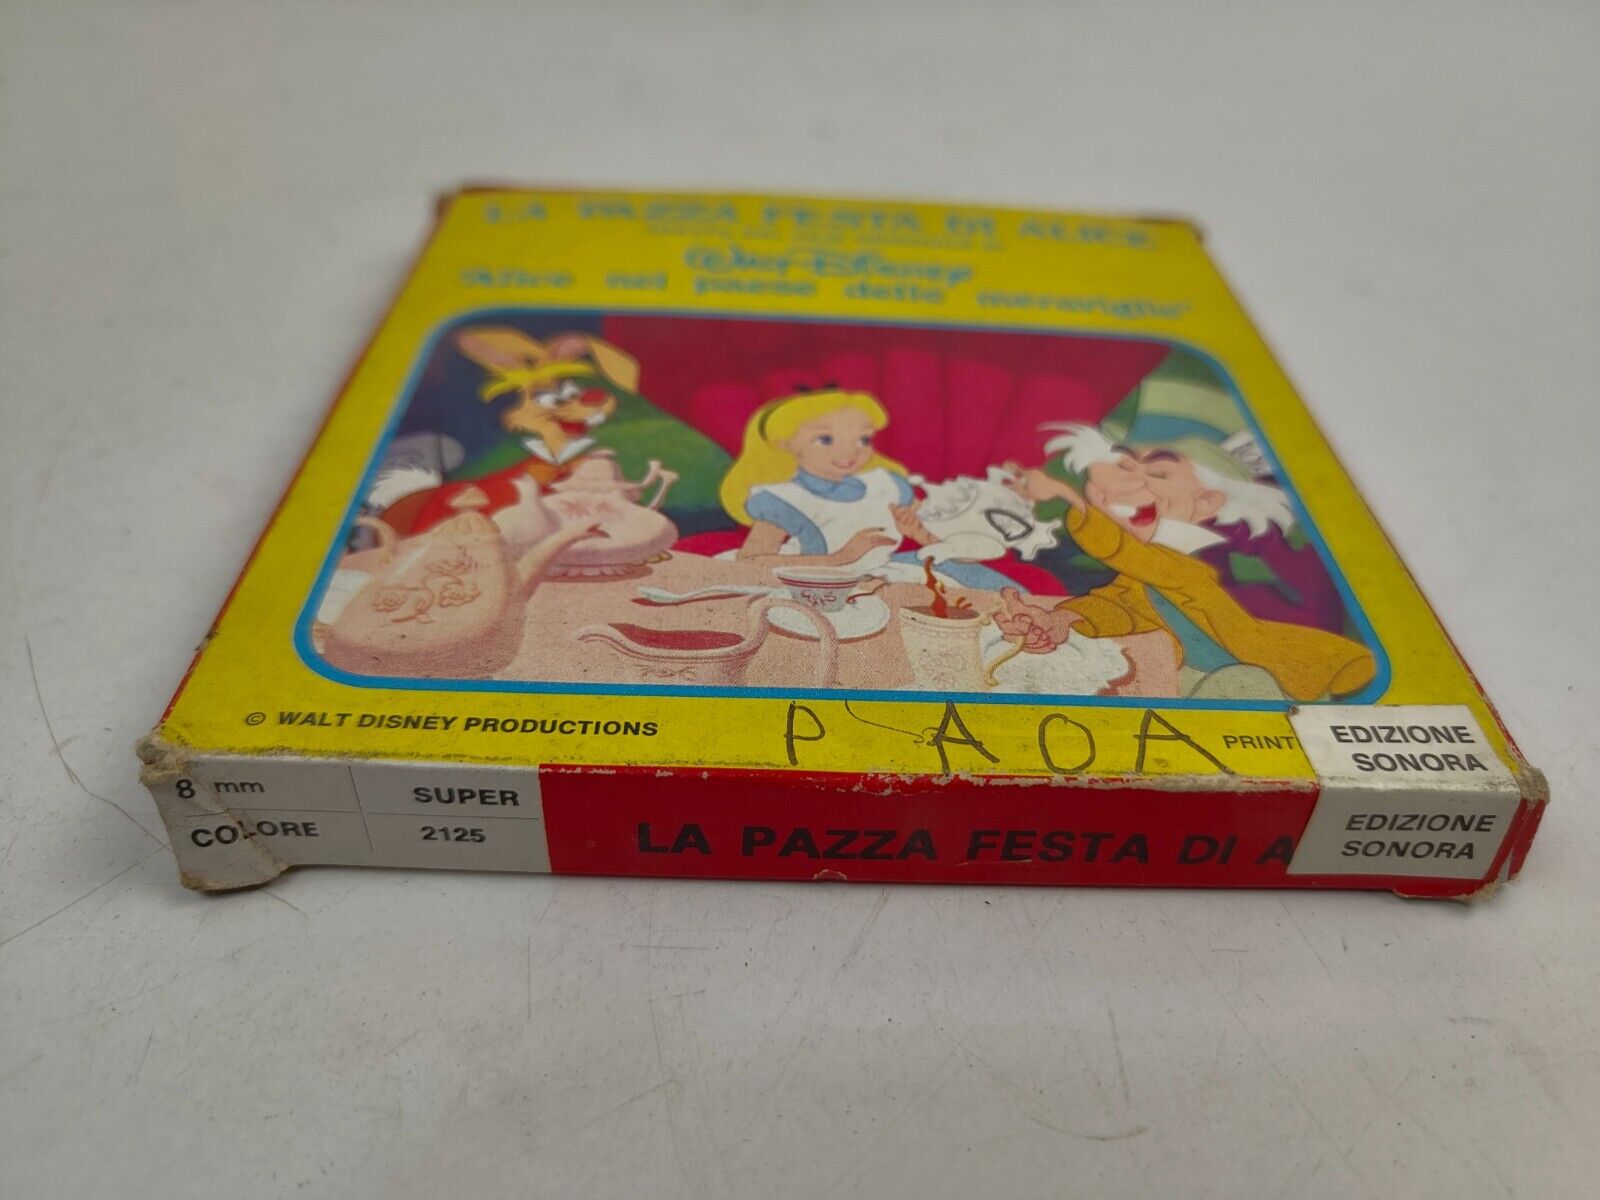 LA PAZZA FESTA DI ALICE
Walt Disney
"Alice nel paese delle meraviglie"
© WALT DISNEY PRODUCTIONS
P A O A
PRINT
EDIZIONE
SONORA
8 mm
SUPER
COLORE
2125
LA PAZZA FESTA DI A
EDIZIONE
SONORA